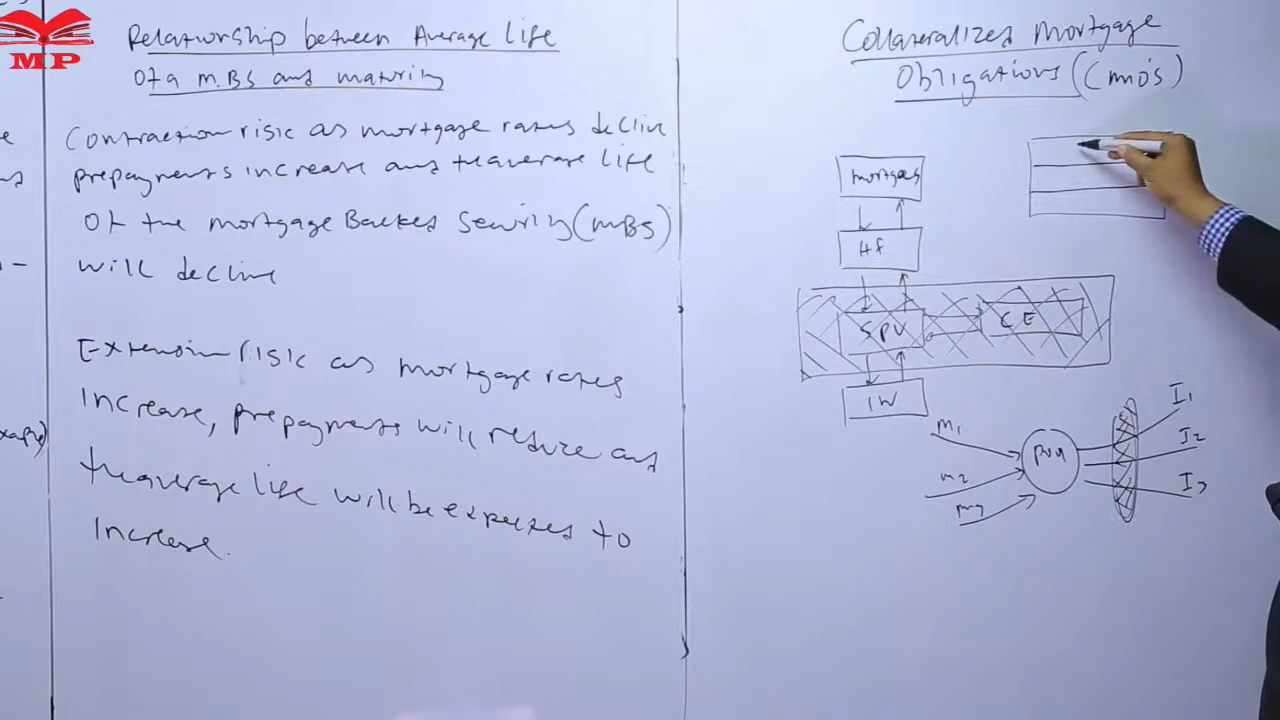 MP
Relationship between Average life
Of a M.BS and maturity
Contraction risk as mortgage rates decline
prepayments increase and the average life
Of the mortgage Backed Security (MBS)
will decline
Extension risk as mortgage rates
Increase, prepayments will reduce and
the average life will be expected to
Increase.
Collateralized mortgage
Obligations (CMO's)
mortgages
HF
SPV
CE
IW
M1
M2
M3
Pool
I1
I2
I3